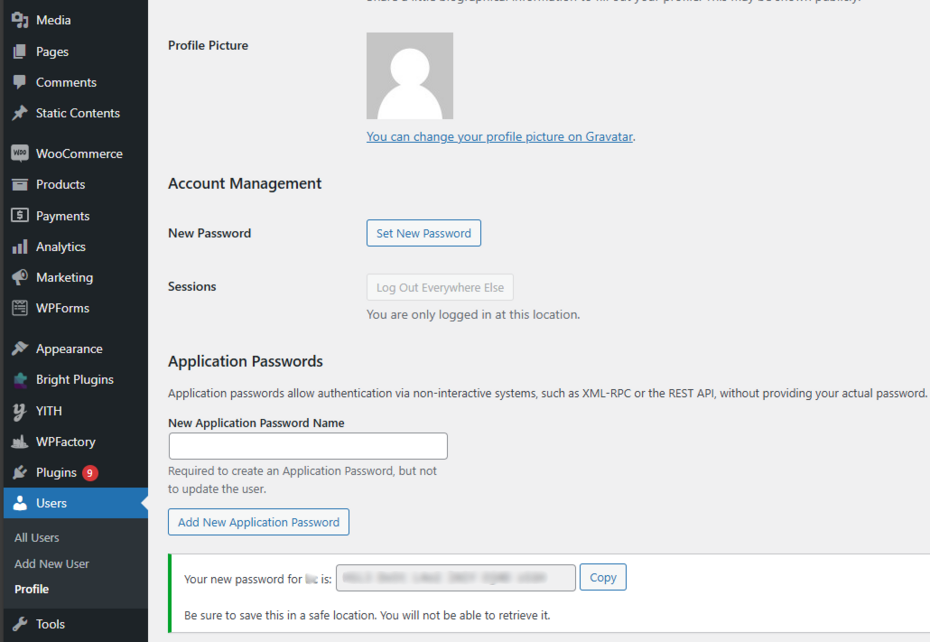 Media
Pages
Comments
Static Contents
WooCommerce
Products
Payments
Analytics
Marketing
WPForms
Appearance
Bright Plugins
YITH
WPFactory
Plugins 9
Users
All Users
Add New User
Profile
Tools
Profile Picture
You can change your profile picture on Gravatar.
Account Management
New Password
Set New Password
Sessions
Log Out Everywhere Else
You are only logged in at this location.
Application Passwords
Application passwords allow authentication via non-interactive systems, such as XML-RPC or the REST API, without providing your actual password.
New Application Password Name
Required to create an Application Password, but not
to update the user.
Add New Application Password
Your new password for is:
Copy
Be sure to save this in a safe location. You will not be able to retrieve it.